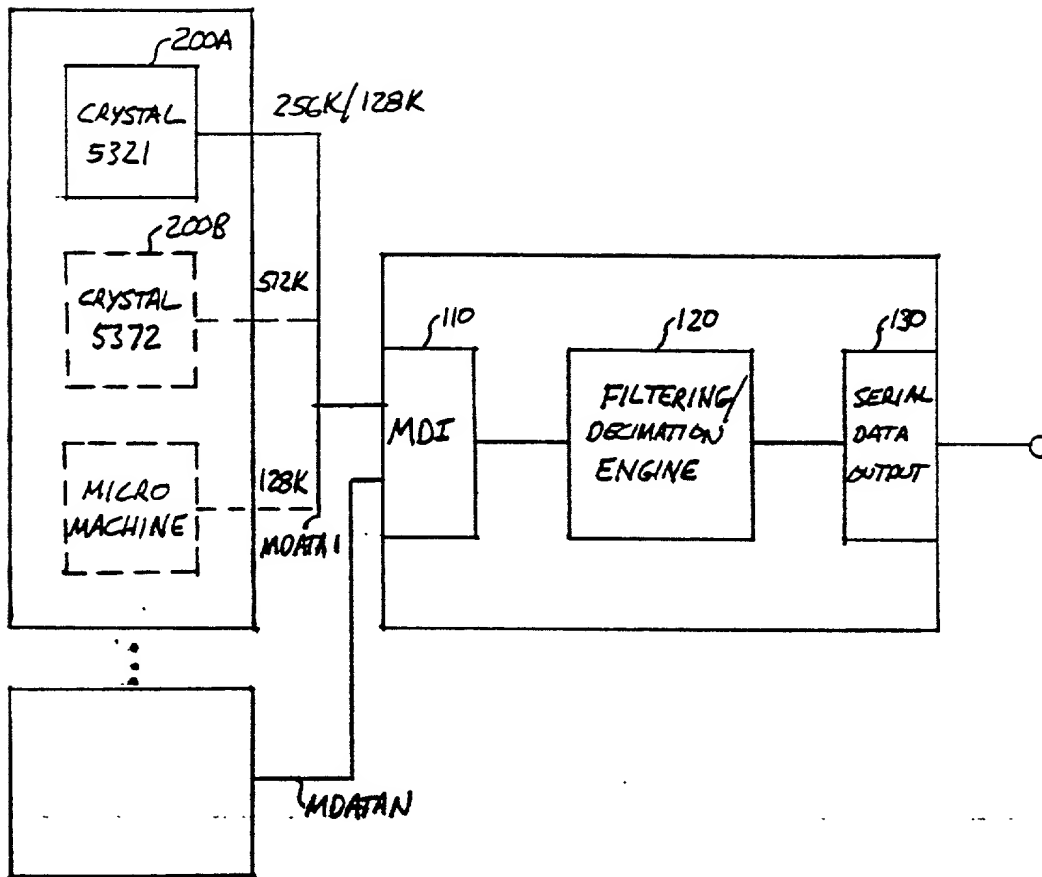 200A
CRYSTAL
5321
256K/128K
200B
CRYSTAL
5372
512K
MICRO
MACHINE
128K
MDATA1
110
MDI
120
FILTERING/
DECIMATION
ENGINE
130
SERIAL
DATA
OUTPUT
MDATAN